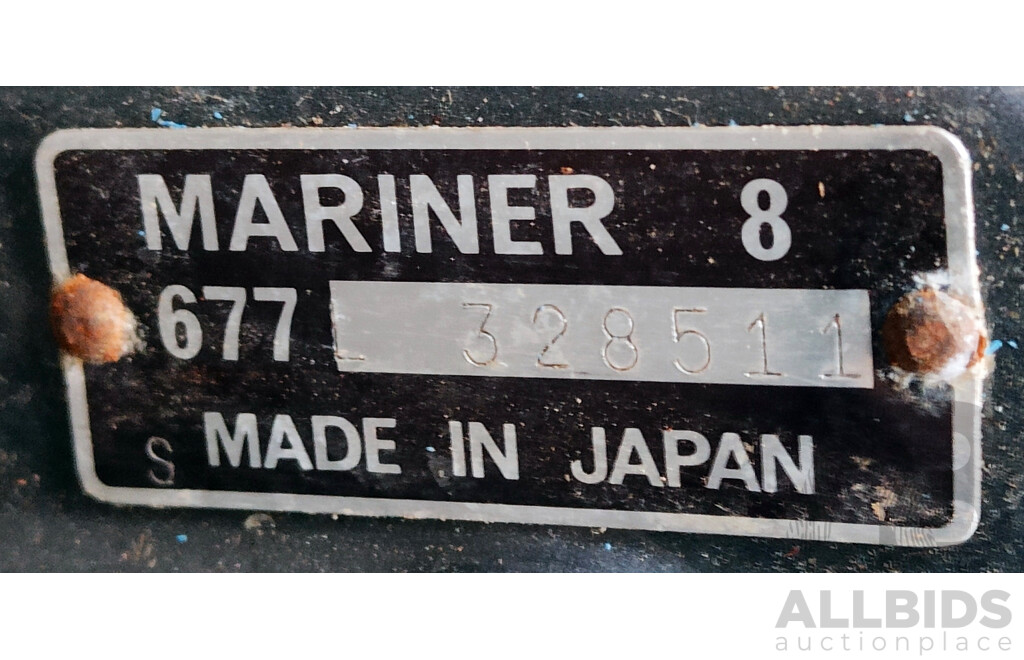 MARINER 8
677 L 328511
S MADE IN JAPAN
ALLBIDS
auctionplace